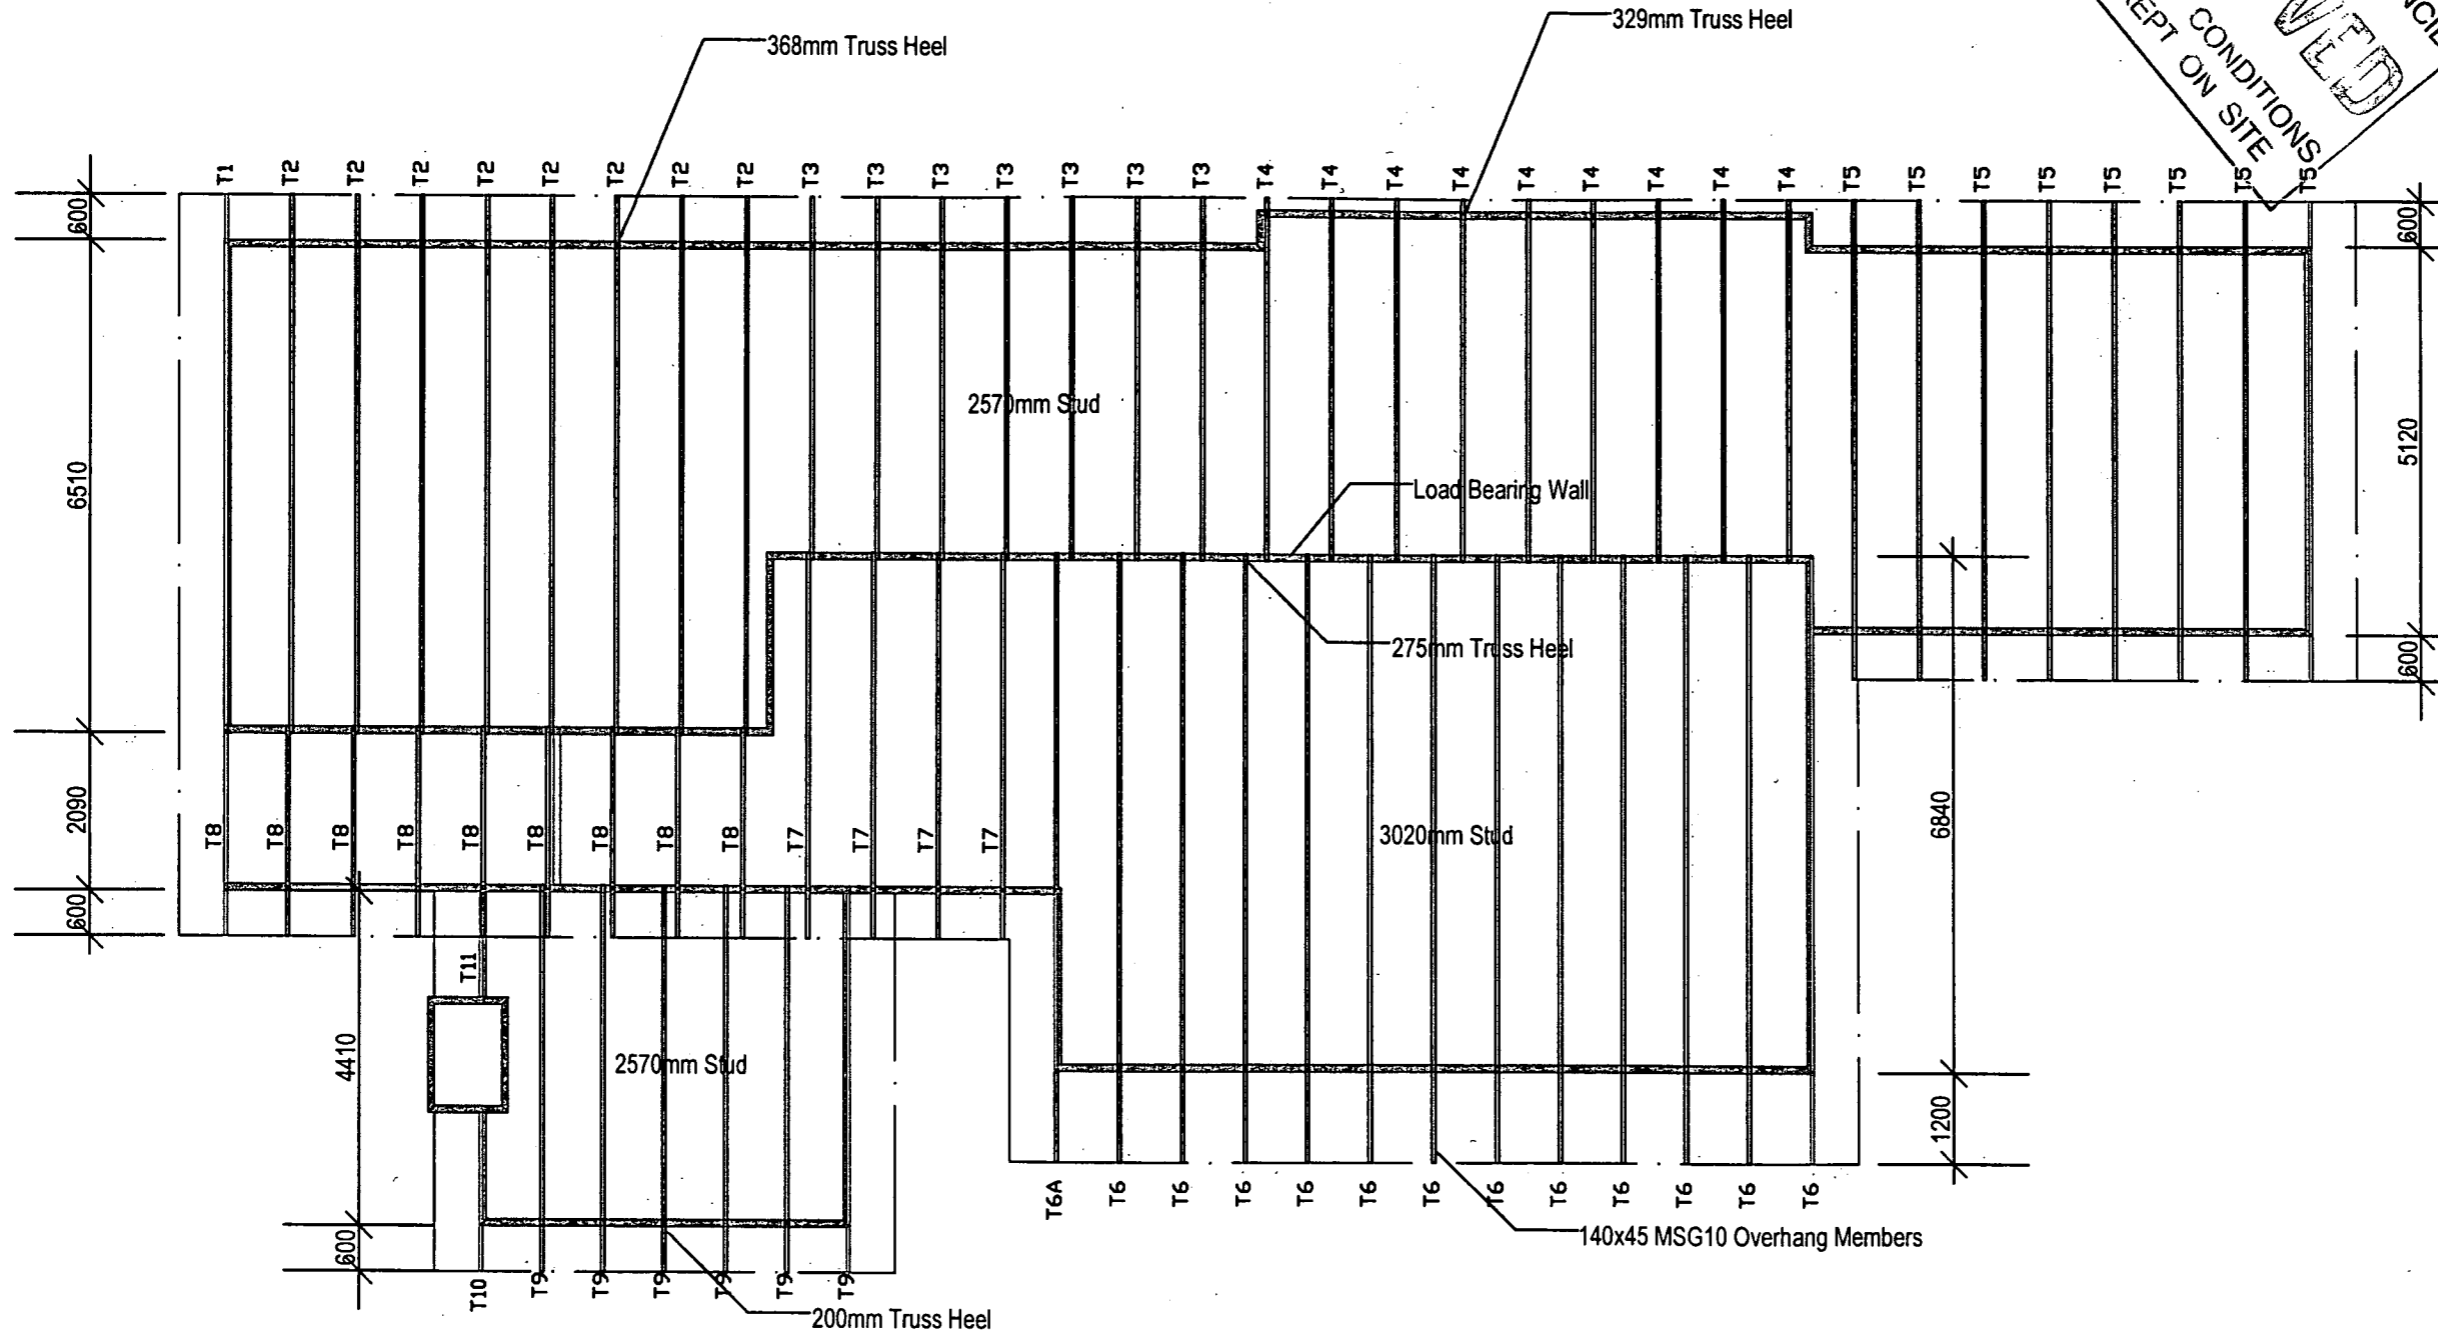 368mm Truss Heel
329mm Truss Heel
CONDITIONS
ON SITE
T1 T2 T2 T2 T2 T2 T2 T2 T2 T3 T3 T3 T3 T3 T3 T3 T4 T4 T4 T4 T4 T4 T4 T4 T4 T5 T5 T5 T5 T5 T5 T5 T5
600
600
2570mm Stud
6510
5120
Load Bearing Wall
275mm Truss Heel
600
2090
T8 T8 T8 T8 T8 T8 T8 T8 T8 T7 T7 T7 T7
3020mm Stud
6840
600
T11
4410
2570mm Stud
1200
T6A T6 T6 T6 T6 T6 T6 T6 T6 T6 T6 T6 T6
600
140x45 MSG10 Overhang Members
T10 T9 T9 T9 T9 T9 T9
200mm Truss Heel